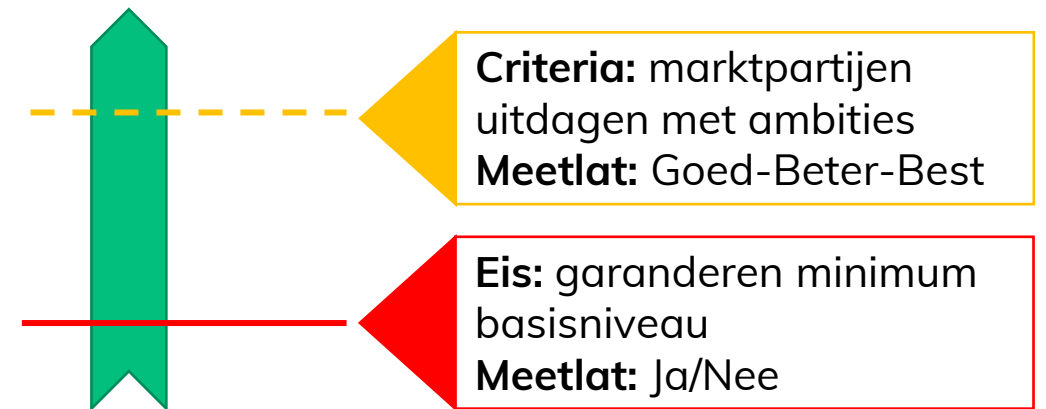 Criteria: marktpartijen
uitdagen met ambities
Meetlat: Goed-Beter-Best
Eis: garanderen minimum
basisniveau
Meetlat: Ja/Nee